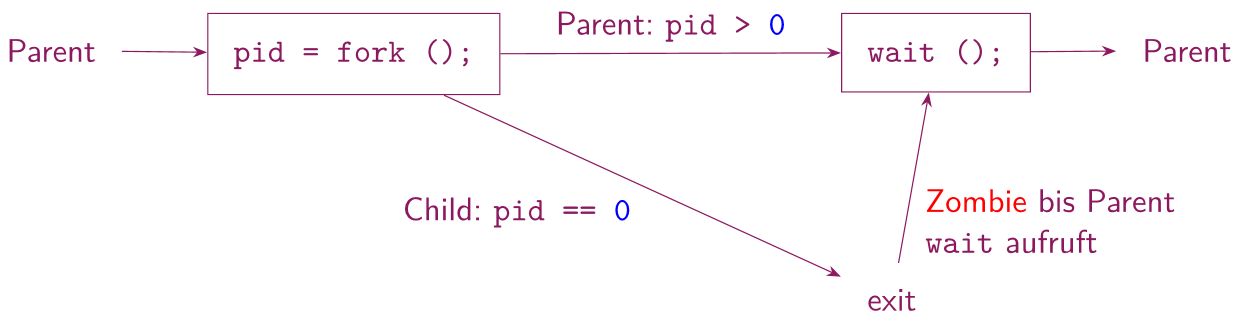 Parent: pid > 0
Parent
pid = fork ();
wait ();
Parent
Child: pid == 0
Zombie bis Parent
wait aufruft
exit